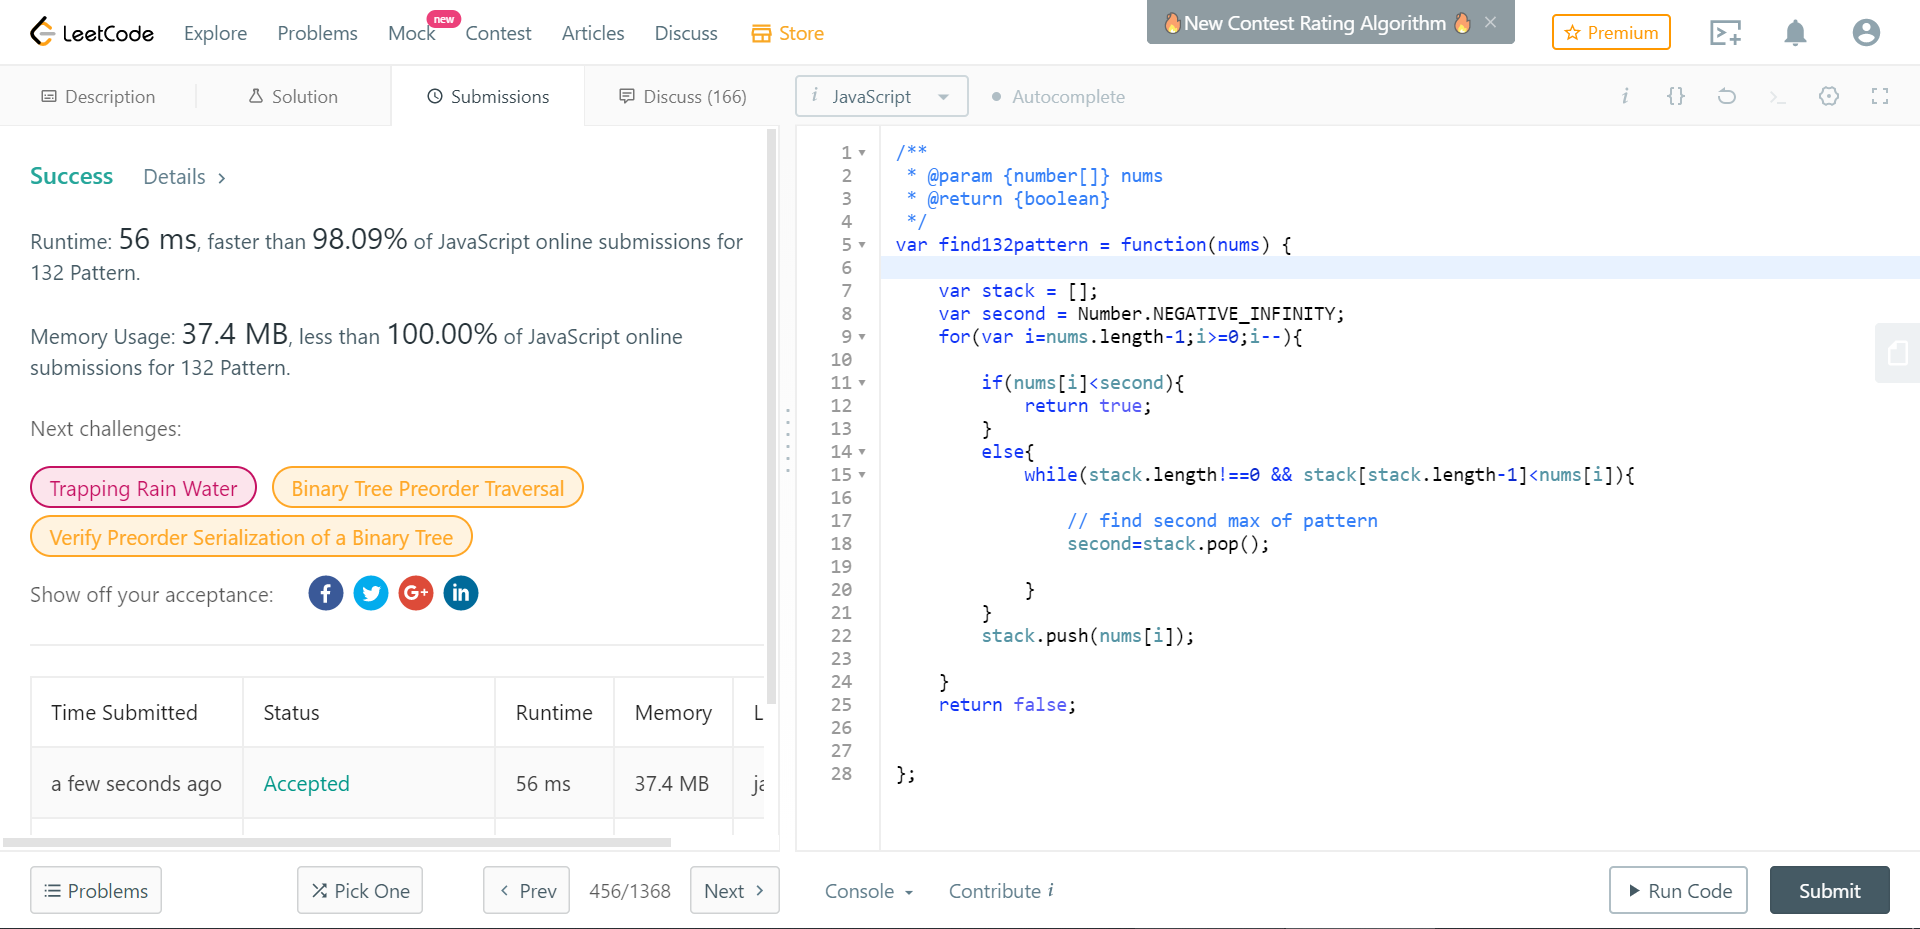 LeetCode Explore Problems Mock new Contest Articles Discuss Store 🔥New Contest Rating Algorithm 🔥 × Premium
Description Solution Submissions Discuss (166) i JavaScript Autocomplete i {}
Success Details >
Runtime: 56 ms, faster than 98.09% of JavaScript online submissions for
132 Pattern.
Memory Usage: 37.4 MB, less than 100.00% of JavaScript online
submissions for 132 Pattern.
Next challenges:
Trapping Rain Water Binary Tree Preorder Traversal
Verify Preorder Serialization of a Binary Tree
Show off your acceptance: f G+ in
Time Submitted Status Runtime Memory L
a few seconds ago Accepted 56 ms 37.4 MB ja
1 /**
2 * @param {number[]} nums
3 * @return {boolean}
4 */
5 var find132pattern = function(nums) {
6
7 var stack = [];
8 var second = Number.NEGATIVE_INFINITY;
9 for(var i=nums.length-1;i>=0;i--){
10
11 if(nums[i]<second){
12 return true;
13 }
14 else{
15 while(stack.length!==0 && stack[stack.length-1]<nums[i]){
16
17 // find second max of pattern
18 second=stack.pop();
19
20 }
21 }
22 stack.push(nums[i]);
23
24 }
25 return false;
26
27
28 };
Problems Pick One < Prev 456/1368 Next > Console Contribute i Run Code Submit